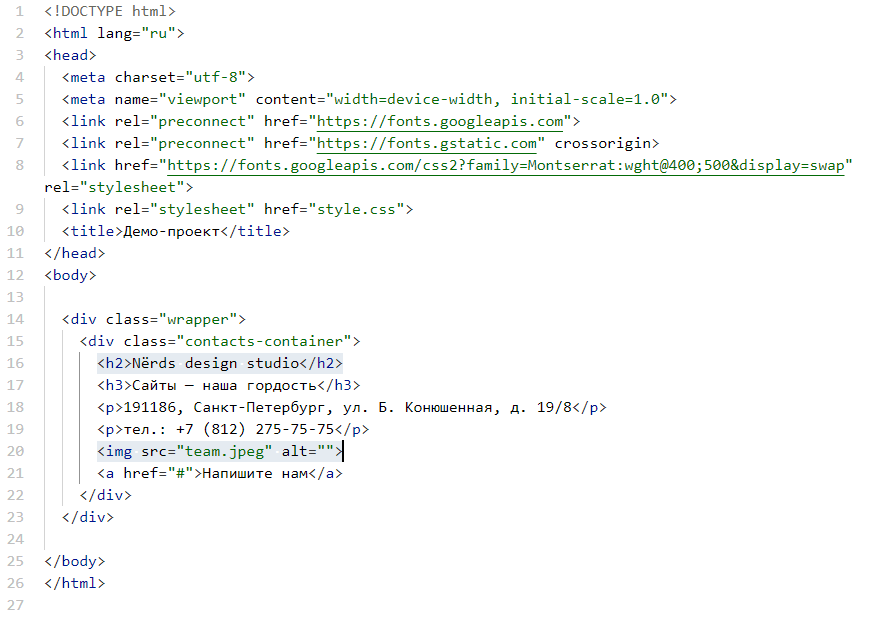 1 <!DOCTYPE html>
2 <html lang="ru">
3 <head>
4 <meta charset="utf-8">
5 <meta name="viewport" content="width=device-width, initial-scale=1.0">
6 <link rel="preconnect" href="https://fonts.googleapis.com">
7 <link rel="preconnect" href="https://fonts.gstatic.com" crossorigin>
8 <link href="https://fonts.googleapis.com/css2?family=Montserrat:wght@400;500&display=swap"
rel="stylesheet">
9 <link rel="stylesheet" href="style.css">
10 <title>Демо-проект</title>
11 </head>
12 <body>
13
14 <div class="wrapper">
15 <div class="contacts-container">
16 <h2>Nёrds design studio</h2>
17 <h3>Сайты — наша гордость</h3>
18 <p>191186, Санкт-Петербург, ул. Б. Конюшенная, д. 19/8</p>
19 <p>тел.: +7 (812) 275-75-75</p>
20 <img src="team.jpeg" alt="">
21 <a href="#">Напишите нам</a>
22 </div>
23 </div>
24
25 </body>
26 </html>
27